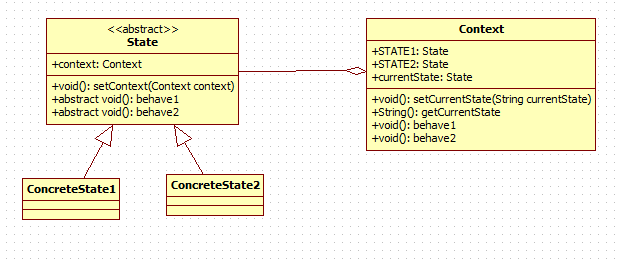 <<abstract>>
State
+context: Context
+void(): setContext(Context context)
+abstract void(): behave1
+abstract void(): behave2
Context
+STATE1: State
+STATE2: State
+currentState: State
+void(): setCurrentState(String currentState)
+String(): getCurrentState
+void(): behave1
+void(): behave2
ConcreteState1
ConcreteState2